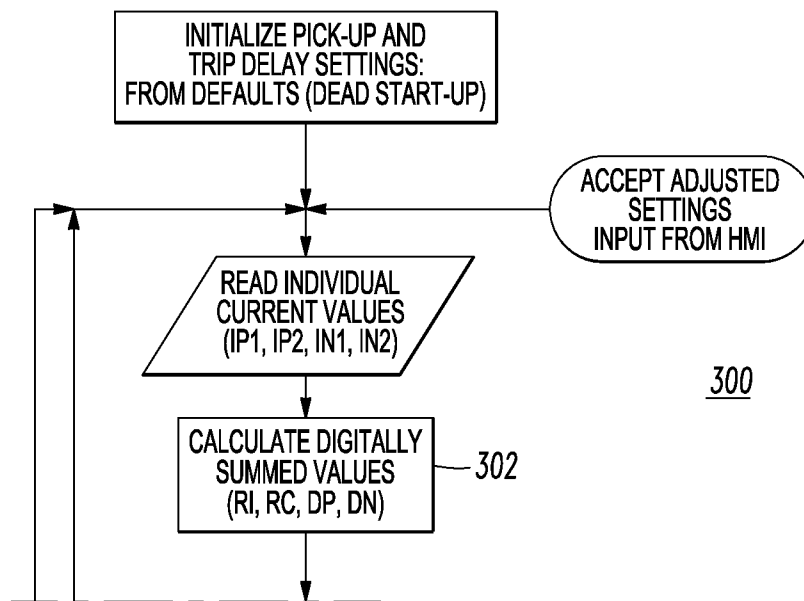 INITIALIZE PICK-UP AND
TRIP DELAY SETTINGS:
FROM DEFAULTS (DEAD START-UP)
ACCEPT ADJUSTED
SETTINGS
INPUT FROM HMI
READ INDIVIDUAL
CURRENT VALUES
(IP1, IP2, IN1, IN2)
300
CALCULATE DIGITALLY
SUMMED VALUES
(RI, RC, DP, DN)
302